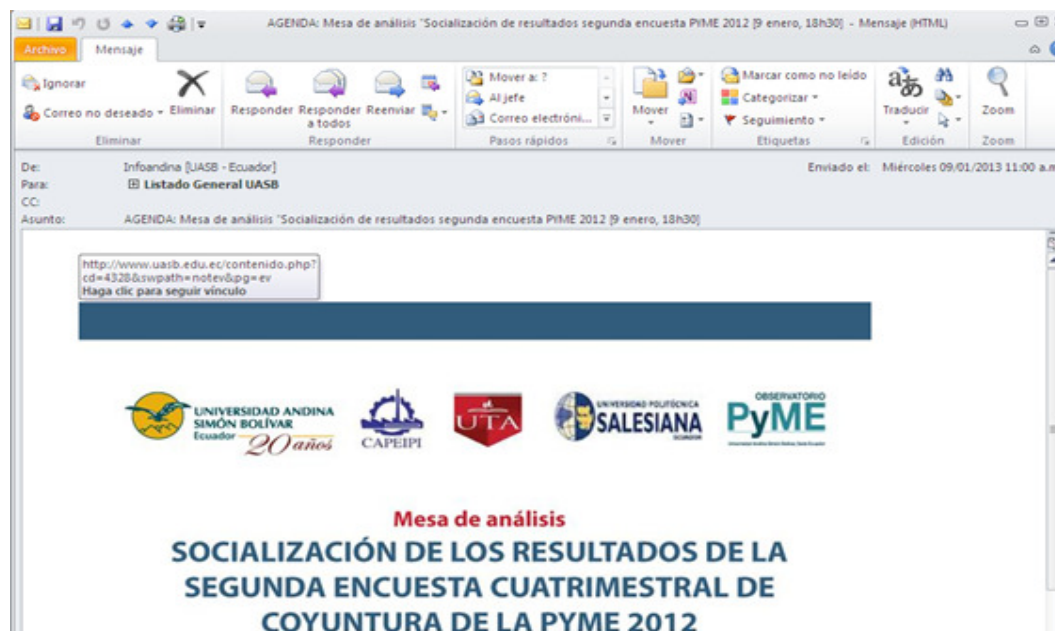 AGENDA: Mesa de análisis "Socialización de resultados segunda encuesta PYME 2012 [9 enero, 18h30] - Mensaje (HTML)
Archivo Mensaje
Ignorar
Correo no deseado
Eliminar
Eliminar
Responder
Responder a todos
Reenviar
Responder
Mover a: ?
Al jefe
Correo electróni...
Pasos rápidos
Mover
Mover
Marcar como no leído
Categorizar
Seguimiento
Etiquetas
Traducir
Edición
Zoom
Zoom
De: Infoandina [UASB - Ecuador]
Enviado el: Miércoles 09/01/2013 11:00 a.m
Para: Listado General UASB
CC:
Asunto: AGENDA: Mesa de análisis "Socialización de resultados segunda encuesta PYME 2012 [9 enero, 18h30]
http://www.uasb.edu.ec/contenido.php?
cd=4328&swpath=notev&pg=ev
Haga clic para seguir vínculo
UNIVERSIDAD ANDINA
SIMÓN BOLÍVAR
Ecuador
20 años
CAPEIPI
UTA
UNIVERSIDAD POLITÉCNICA
SALESIANA
ECUADOR
OBSERVATORIO
PyME
Mesa de análisis
SOCIALIZACIÓN DE LOS RESULTADOS DE LA
SEGUNDA ENCUESTA CUATRIMESTRAL DE
COYUNTURA DE LA PYME 2012